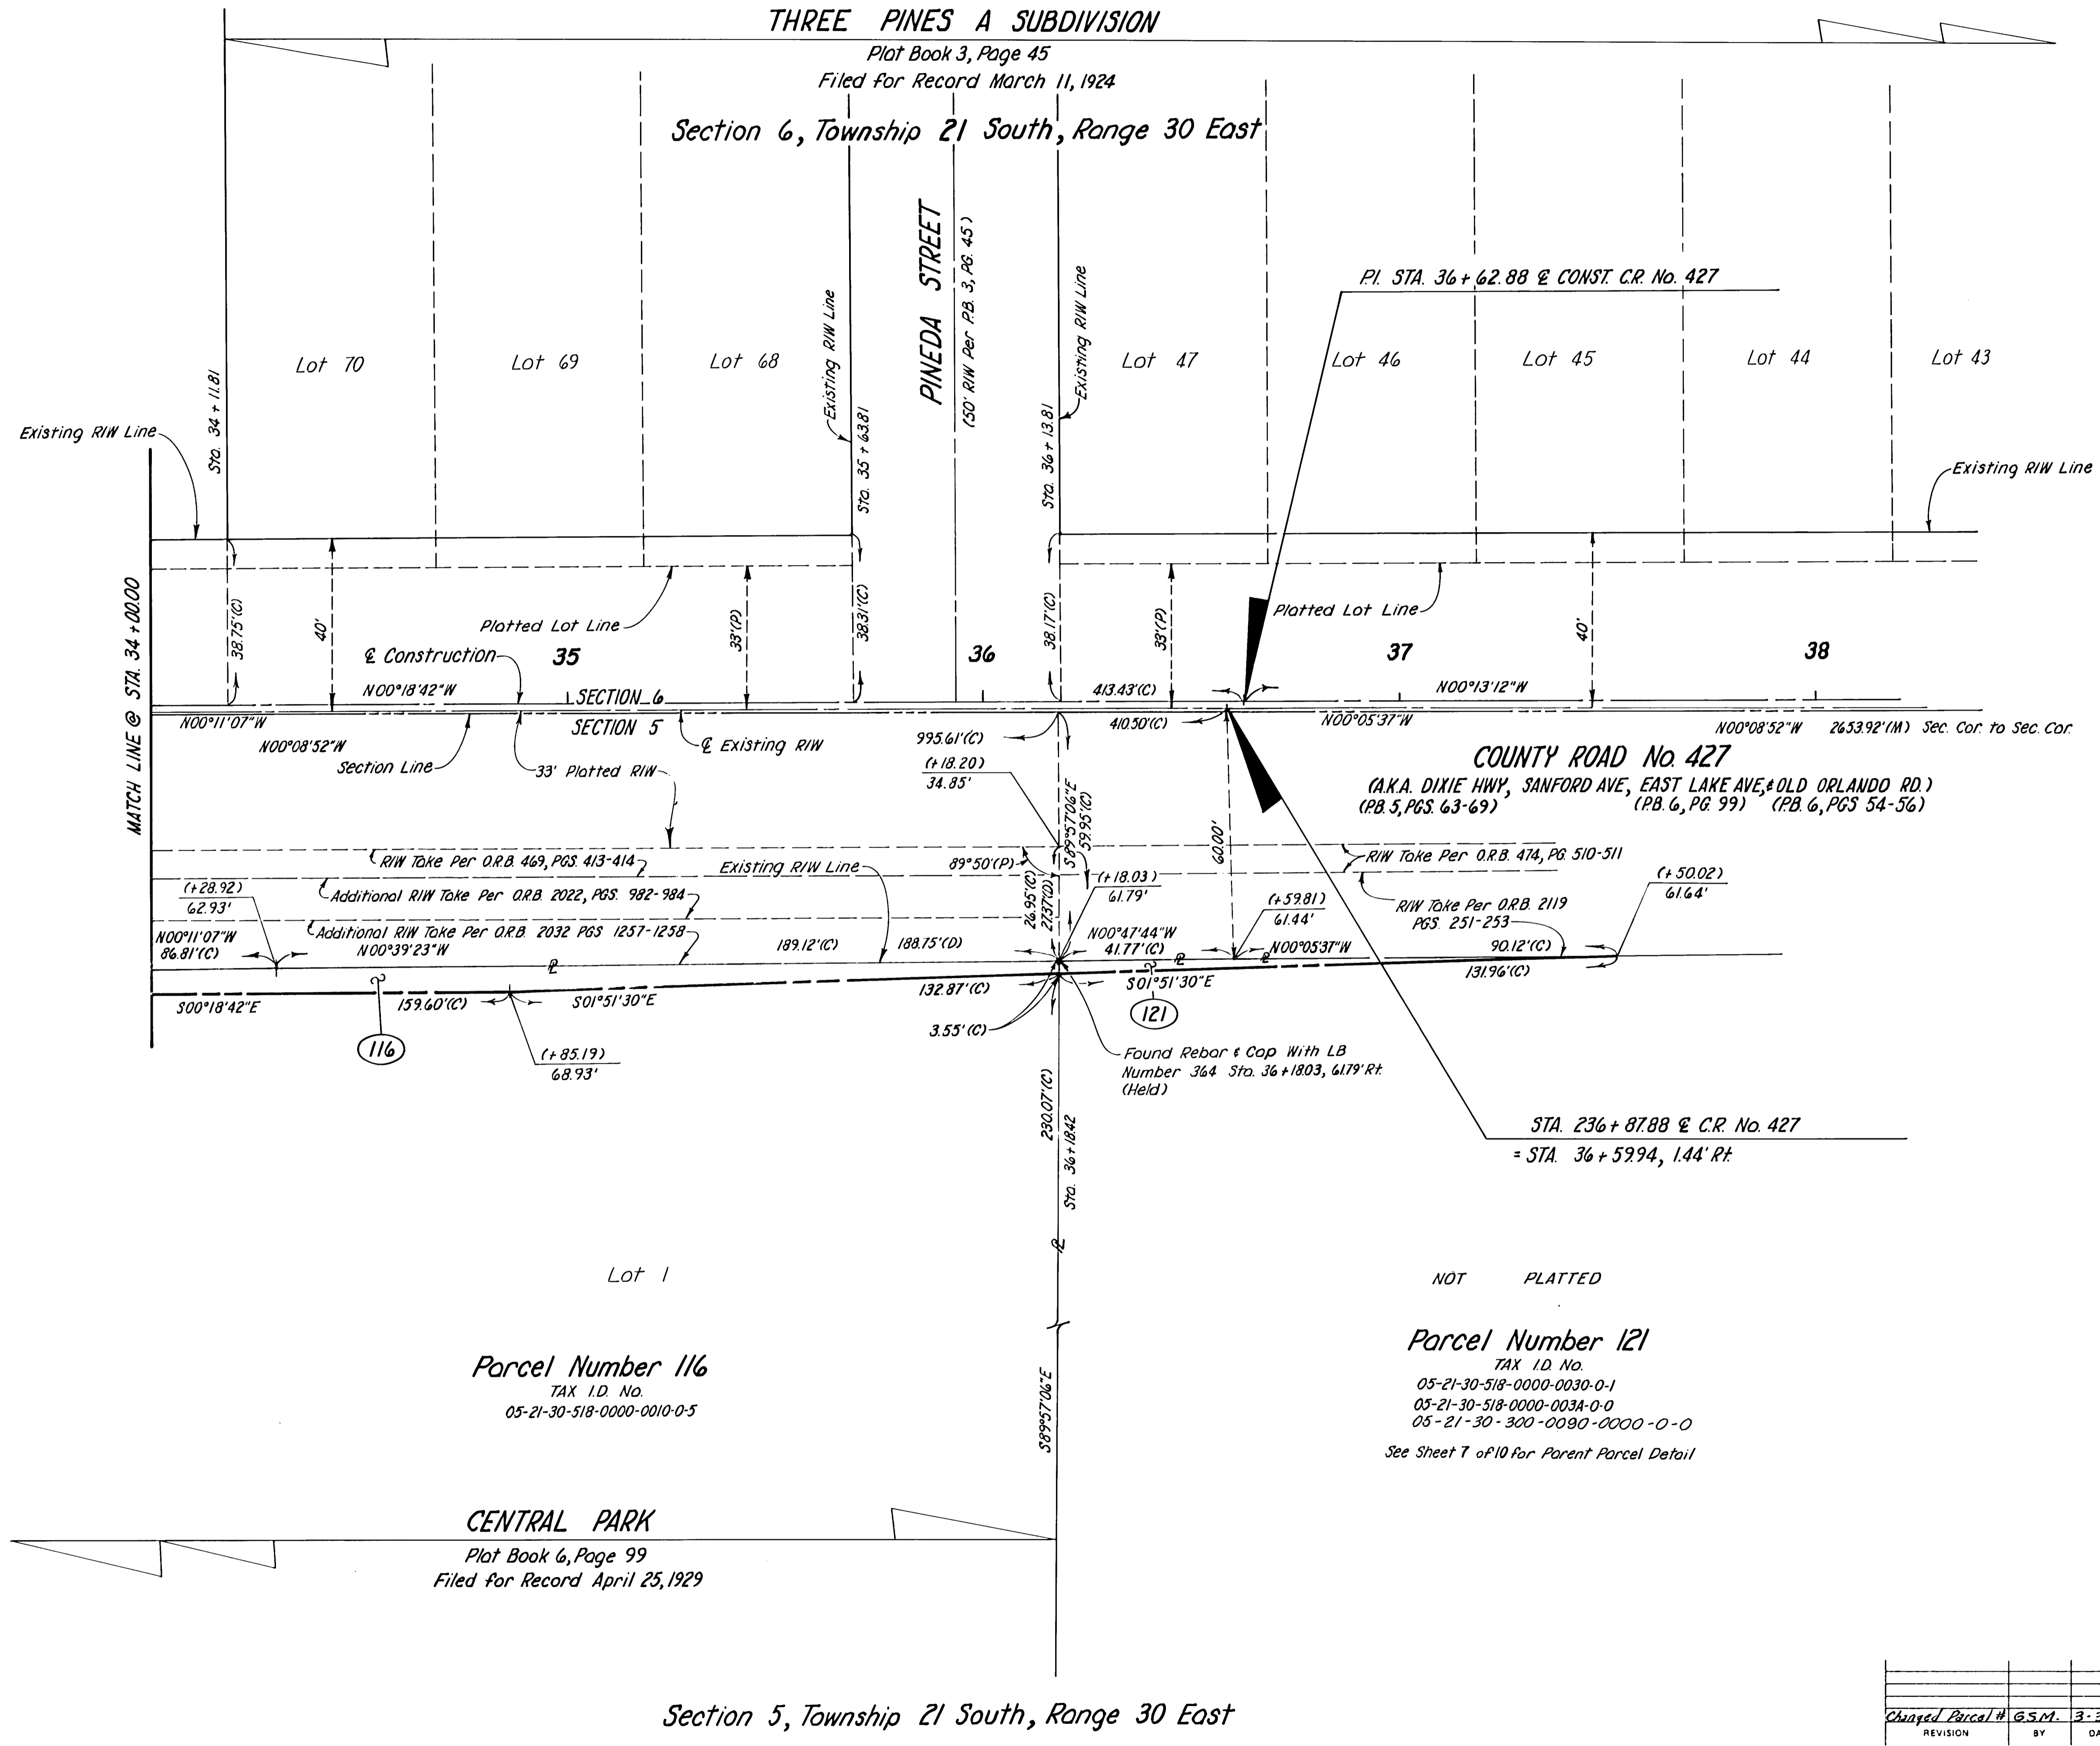 THREE PINES A SUBDIVISION
Plat Book 3, Page 45
Filed for Record March 11, 1924
Section 6, Township 21 South, Range 30 East
PINEDA STREET
(50' R/W Per P.B. 3, PG. 45)
P.I. STA. 36+62.88 ℄ CONST. C.R. No. 427
Lot 70
Lot 69
Lot 68
Lot 47
Lot 46
Lot 45
Lot 44
Lot 43
Existing R/W Line
Sta. 34+11.81
Existing R/W Line
Sta. 35+63.81
Sta. 36+13.81
Existing R/W Line
Existing R/W Line
MATCH LINE @ STA. 34+00.00
38.75'(C)
40'
Platted Lot Line
33'(P)
38.31'(C)
38.17'(C)
33'(P)
Platted Lot Line
40'
℄ Construction
35
36
37
38
N00°18'42"W
SECTION 6
413.43'(C)
N00°13'12"W
N00°11'07"W
SECTION 5
410.50'(C)
N00°05'37"W
N00°08'52"W 2653.92'(M) Sec. Cor. to Sec. Cor.
N00°08'52"W
Section Line
33' Platted R/W
℄ Existing R/W
995.61'(C)
(+18.20)
34.85'
S89°57'06"E
59.95'(C)
60.00'
COUNTY ROAD No. 427
(A.K.A. DIXIE HWY, SANFORD AVE, EAST LAKE AVE,& OLD ORLANDO RD.)
(P.B. 5, PGS. 63-69) (P.B. 6, PG. 99) (P.B. 6, PGS 54-56)
R/W Take Per O.R.B. 469, PGS. 413-414
Existing R/W Line
89°50'(P)
R/W Take Per O.R.B. 474, PG. 510-511
(+28.92)
62.93'
Additional R/W Take Per O.R.B. 2022, PGS. 982-984
26.95'(C)
27.37'(D)
(+18.03)
61.79'
(+59.81)
61.44'
R/W Take Per O.R.B. 2119
PGS. 251-253
(+50.02)
61.64'
Additional R/W Take Per O.R.B. 2032 PGS 1257-1258
N00°11'07"W
86.81'(C)
N00°39'23"W
189.12'(C)
188.75'(D)
N00°47'44"W
41.77'(C)
N00°05'37"W
90.12'(C)
131.96'(C)
S00°18'42"E
159.60'(C)
S01°51'30"E
132.87'(C)
S01°51'30"E
116
(+85.19)
68.93'
3.55'(C)
121
Found Rebar & Cap With LB
Number 364 Sta. 36+18.03, 61.79' Rt.
(Held)
230.07'(C)
Sta. 36+18.42
STA. 236+87.88 ℄ C.R. No. 427
= STA. 36+59.94, 1.44' Rt.
Lot 1
NOT PLATTED
S89°57'06"E
Parcel Number 116
TAX I.D. No.
05-21-30-518-0000-0010-0-5
Parcel Number 121
TAX I.D. No.
05-21-30-518-0000-0030-0-1
05-21-30-518-0000-003A-0-0
05-21-30-300-0090-0000-0-0
See Sheet 7 of 10 for Parent Parcel Detail
CENTRAL PARK
Plat Book 6, Page 99
Filed for Record April 25, 1929
Section 5, Township 21 South, Range 30 East
Changed Parcel # G.S.M.
REVISION BY